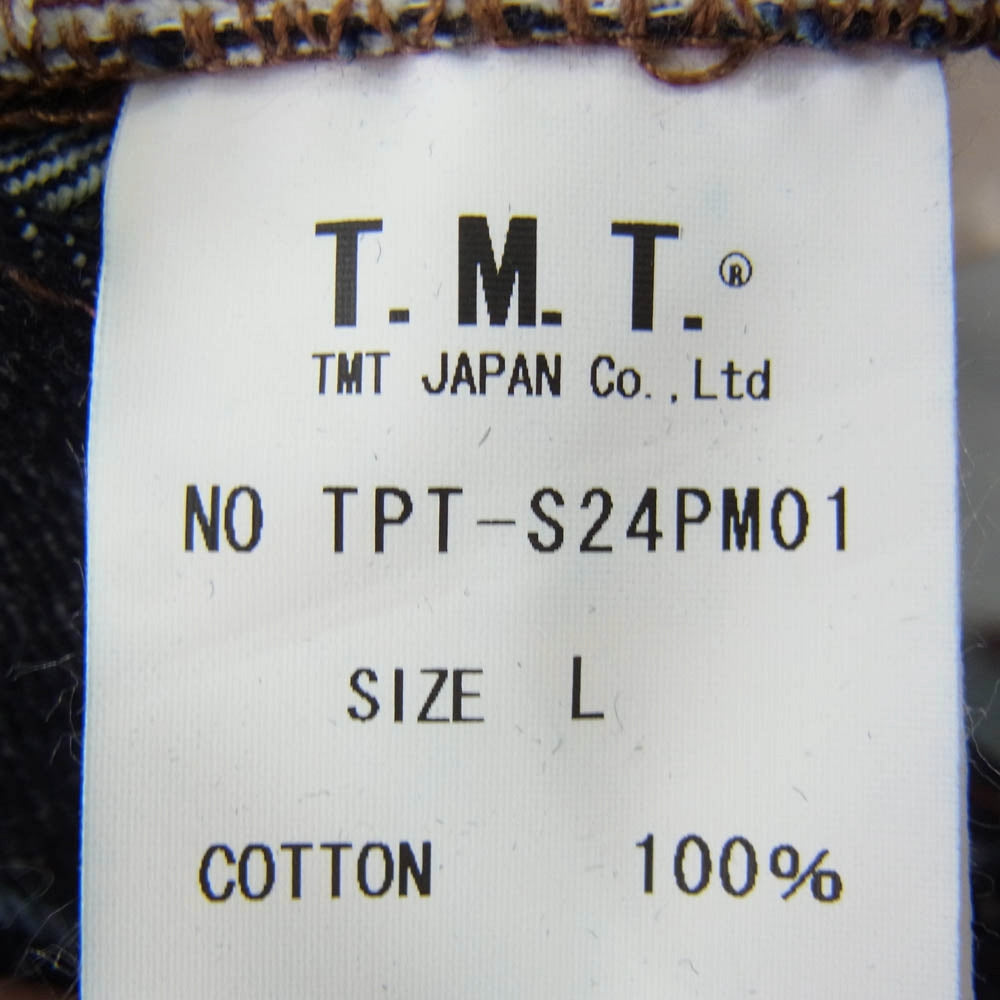 T.M.T.®
TMT JAPAN Co.,Ltd
NO TPT-S24PM01
SIZE L
COTTON 100%